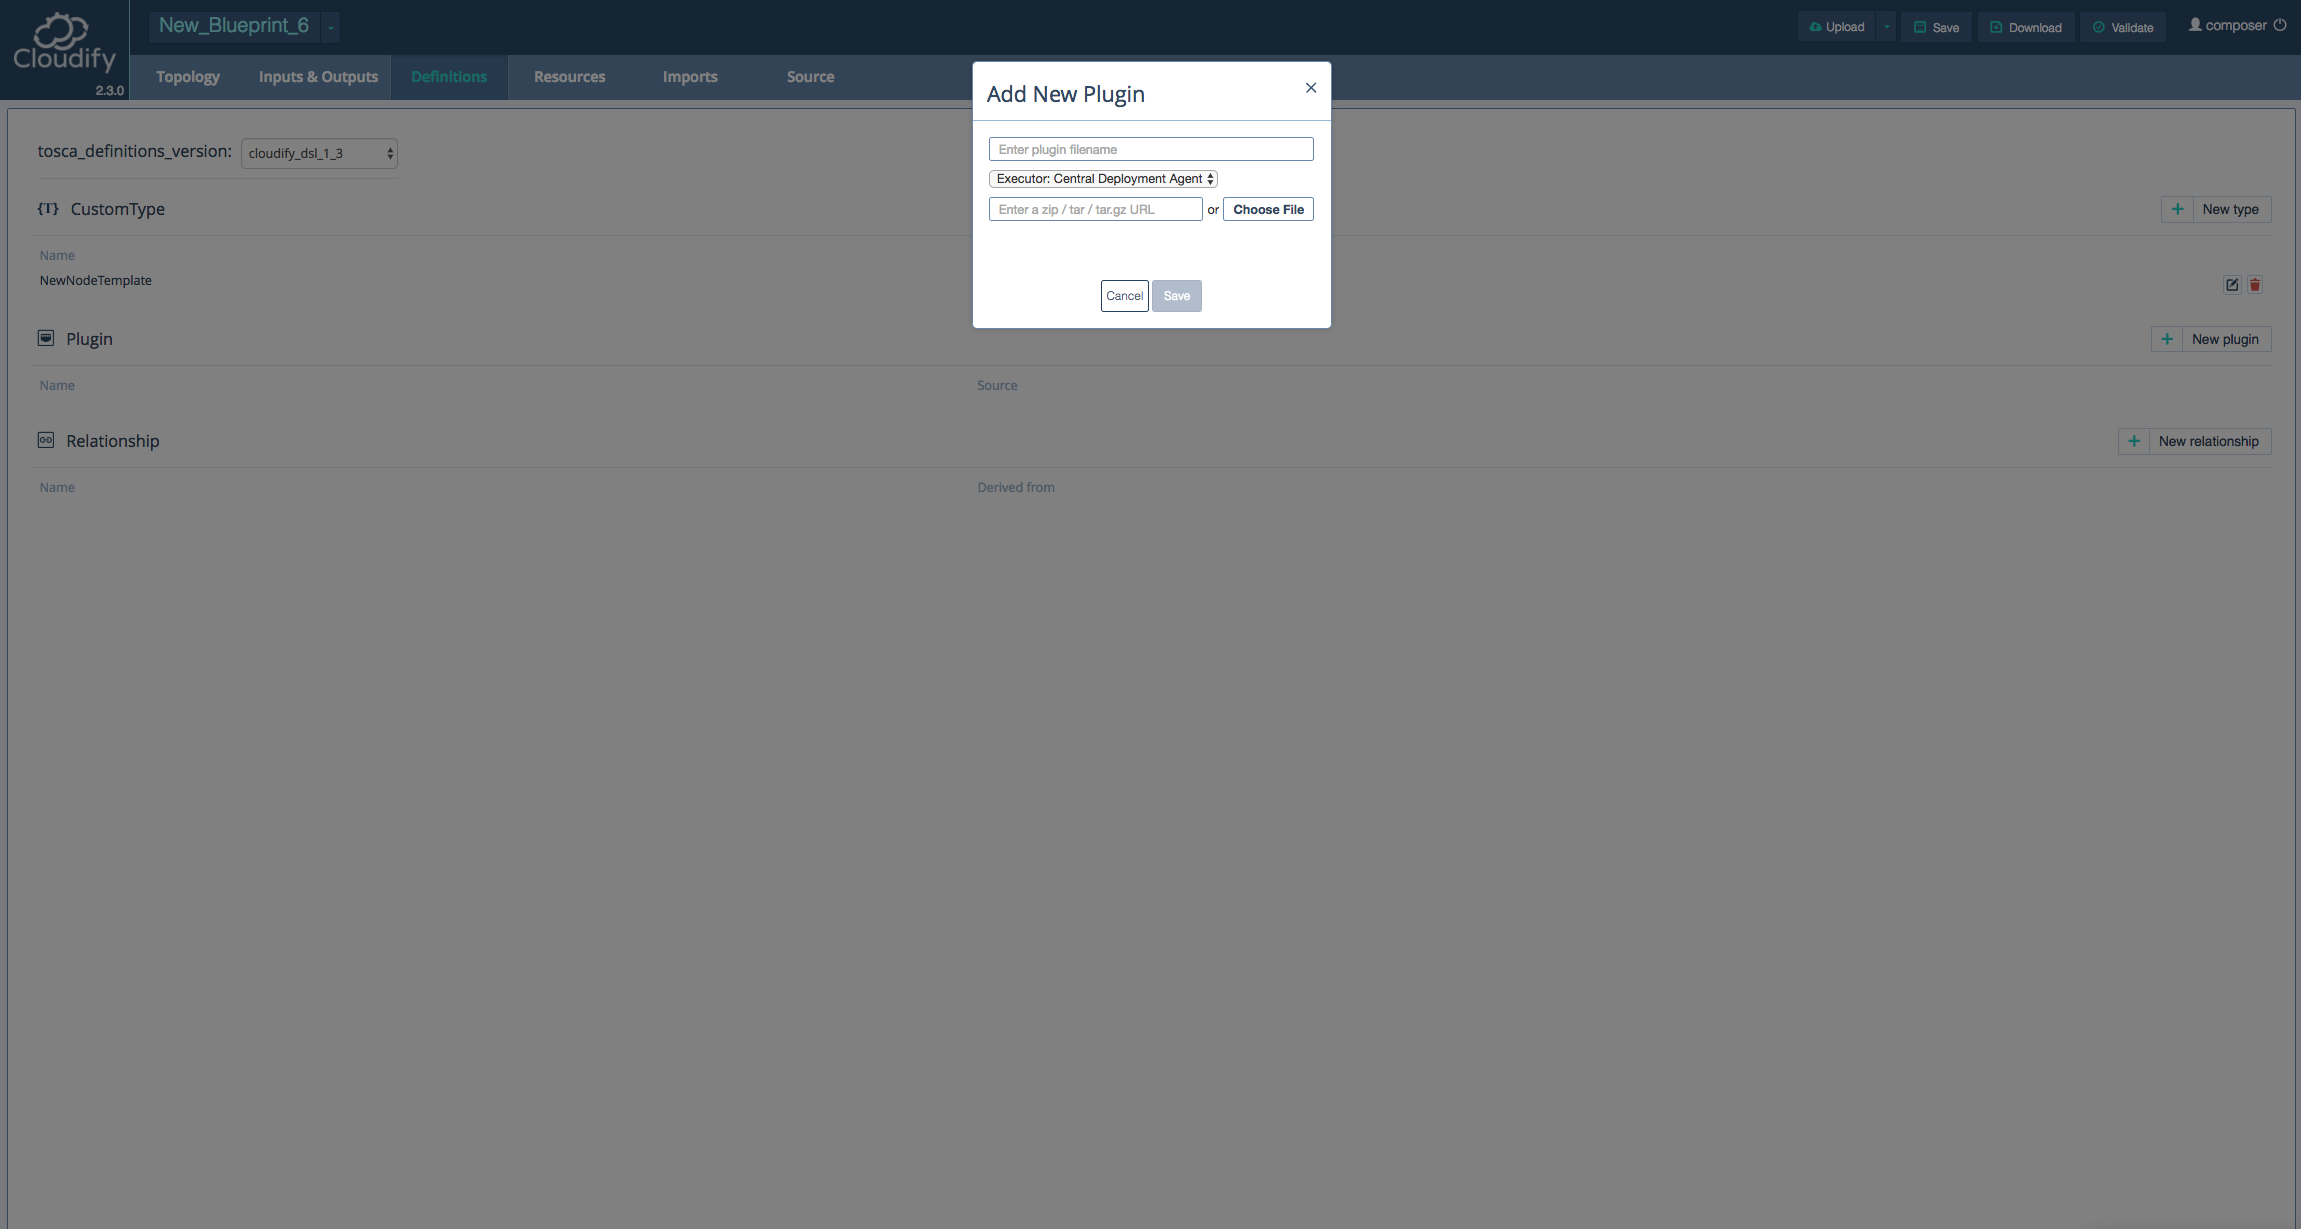 Cloudify
2.3.0
New_Blueprint_6
Upload
Save
Download
Validate
composer
Topology
Inputs & Outputs
Definitions
Resources
Imports
Source
Add New Plugin
Enter plugin filename
Executor: Central Deployment Agent
Enter a zip / tar / tar.gz URL or Choose File
Cancel Save
tosca_definitions_version: cloudify_dsl_1_3
{T} CustomType
+ New type
Name
NewNodeTemplate
Plugin
+ New plugin
Name Source
Relationship
+ New relationship
Name Derived from